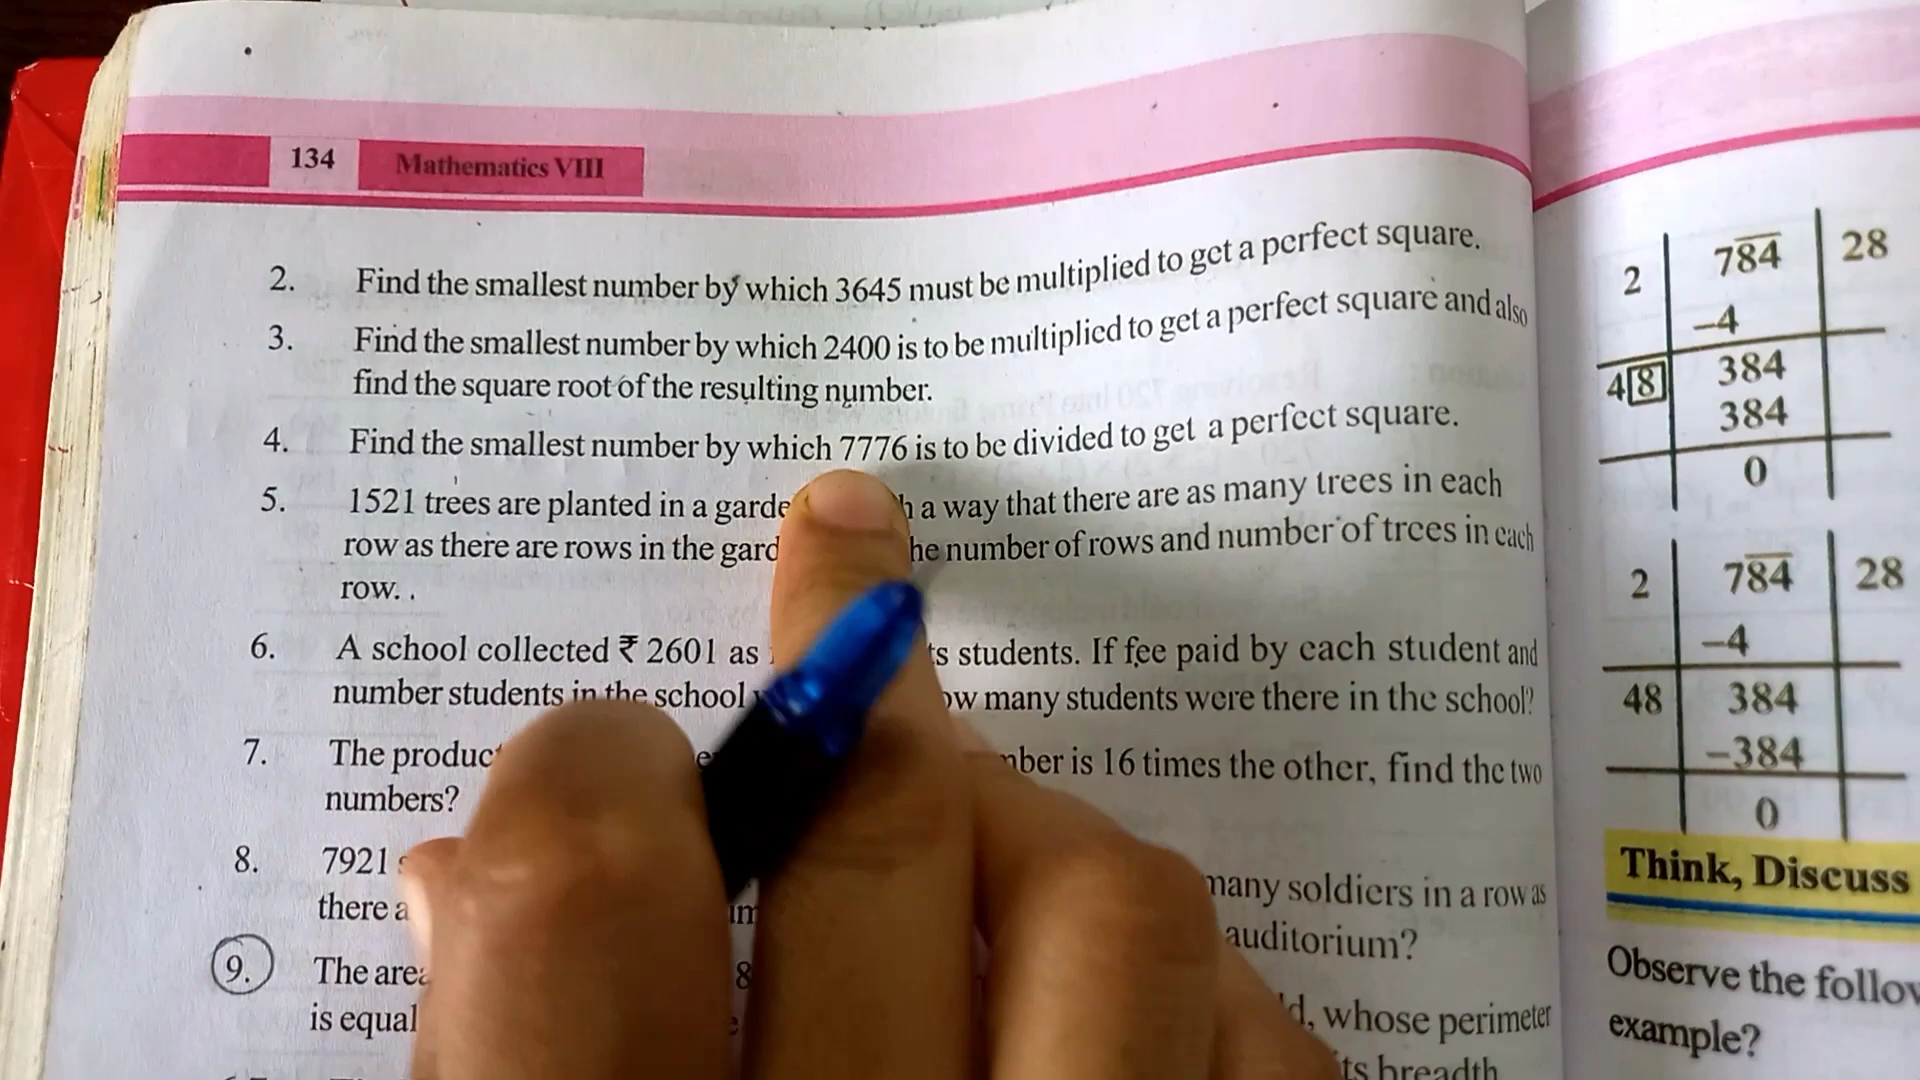 134 Mathematics VIII
2. Find the smallest number by which 3645 must be multiplied to get a perfect square.
3. Find the smallest number by which 2400 is to be multiplied to get a perfect square and also
find the square root of the resulting number.
4. Find the smallest number by which 7776 is to be divided to get a perfect square.
5. 1521 trees are planted in a a way that there are as many trees in each
row as there are rows in the number of rows and number of trees in each
row. .
6. A school collected ₹ 2601 as students. If fee paid by each student and
number students in the school many students were there in the school?
7. The is 16 times the other, find the two
numbers?
8. 7921 many soldiers in a row as
there auditorium?
9. The
is equal whose perimeter
its breadth
2 784 28
-4
48 384
384
0
2 784 28
-4
48 384
-384
0
Think, Discuss
Observe the
example?